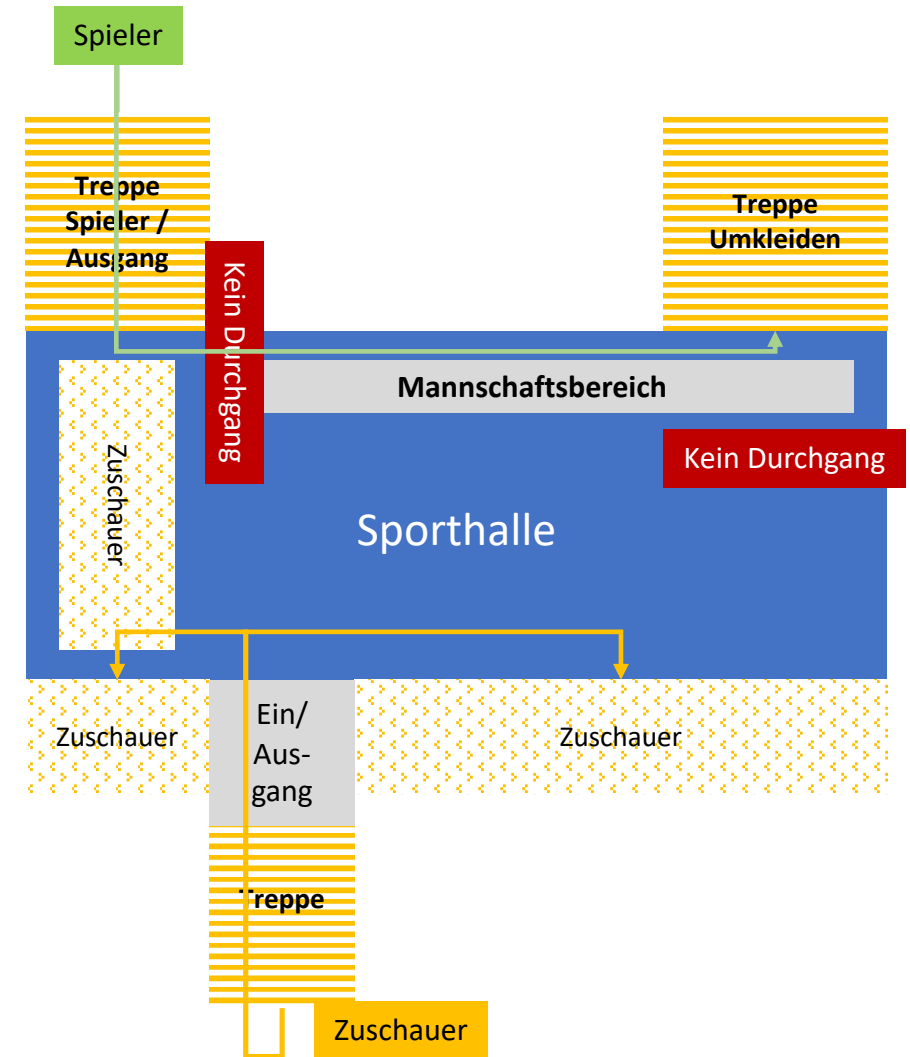 Spieler
Treppe
Spieler /
Ausgang
Treppe
Umkleiden
Kein Durchgang
Mannschaftsbereich
Kein Durchgang
Zuschauer
Sporthalle
Zuschauer
Ein/
Aus-
gang
Zuschauer
Treppe
Zuschauer